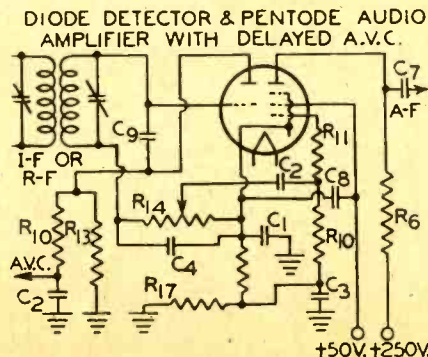 DIODE DETECTOR & PENTODE AUDIO
AMPLIFIER WITH DELAYED A.V.C.
C7
A-F
C9
R11
I-F OR
R-F
C2
C8
R14
R10
R13
C1
R10
R6
A.V.C.
C4
C2
R17
C3
+50V. +250V.